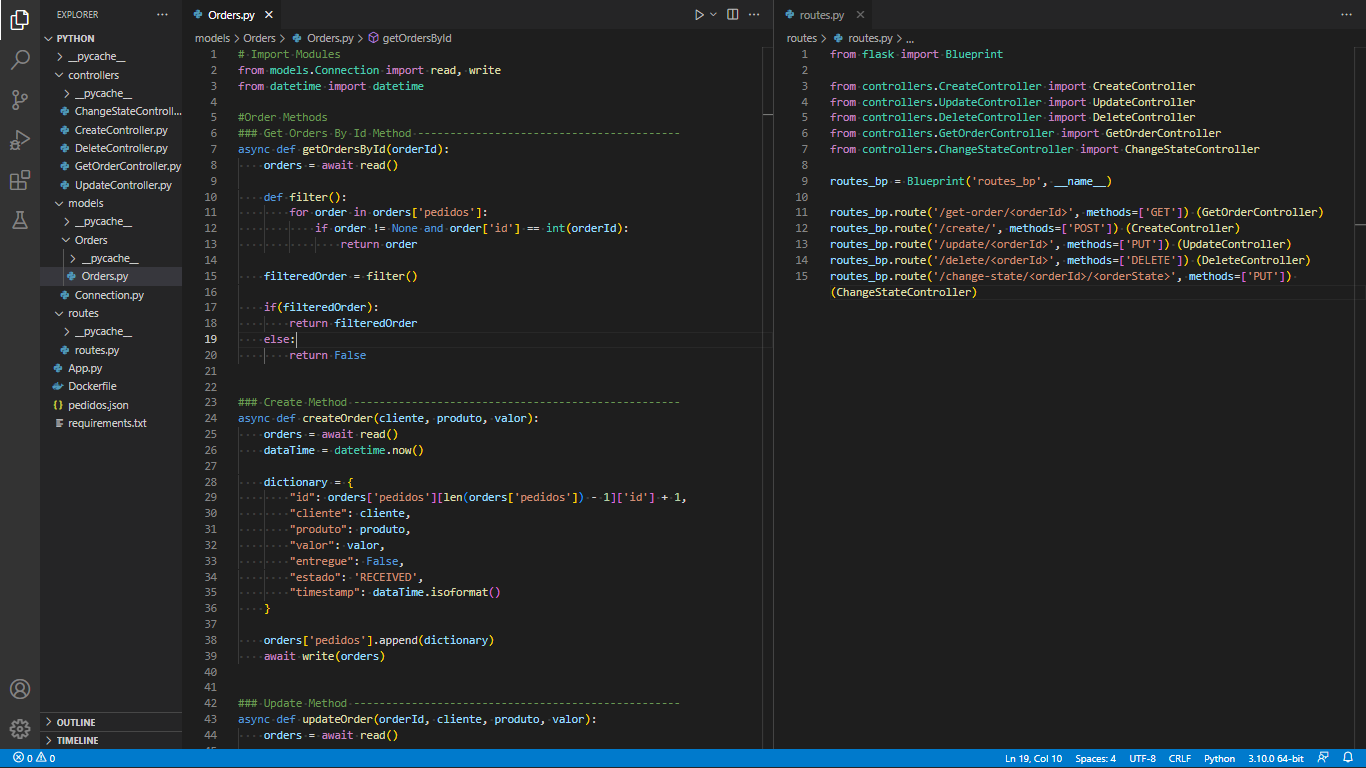 EXPLORER
PYTHON
__pycache__
controllers
__pycache__
ChangeStateControll...
CreateController.py
DeleteController.py
GetOrderController.py
UpdateController.py
models
__pycache__
Orders
__pycache__
Orders.py
Connection.py
routes
__pycache__
routes.py
App.py
Dockerfile
pedidos.json
requirements.txt
OUTLINE
TIMELINE
Orders.py
models > Orders > Orders.py > getOrdersById
1 # Import Modules
2 from models.Connection import read, write
3 from datetime import datetime
4
5 #Order Methods
6 ### Get Orders By Id Method -----------------------------------------
7 async def getOrdersById(orderId):
8 orders = await read()
9
10 def filter():
11 for order in orders['pedidos']:
12 if order != None and order['id'] == int(orderId):
13 return order
14
15 filteredOrder = filter()
16
17 if(filteredOrder):
18 return filteredOrder
19 else:
20 return False
21
22
23 ### Create Method ---------------------------------------------------
24 async def createOrder(cliente, produto, valor):
25 orders = await read()
26 dataTime = datetime.now()
27
28 dictionary = {
29 "id": orders['pedidos'][len(orders['pedidos']) - 1]['id'] + 1,
30 "cliente": cliente,
31 "produto": produto,
32 "valor": valor,
33 "entregue": False,
34 "estado": 'RECEIVED',
35 "timestamp": dataTime.isoformat()
36 }
37
38 orders['pedidos'].append(dictionary)
39 await write(orders)
40
41
42 ### Update Method ---------------------------------------------------
43 async def updateOrder(orderId, cliente, produto, valor):
44 orders = await read()
routes.py
routes > routes.py > ...
1 from flask import Blueprint
2
3 from controllers.CreateController import CreateController
4 from controllers.UpdateController import UpdateController
5 from controllers.DeleteController import DeleteController
6 from controllers.GetOrderController import GetOrderController
7 from controllers.ChangeStateController import ChangeStateController
8
9 routes_bp = Blueprint('routes_bp', __name__)
10
11 routes_bp.route('/get-order/<orderId>', methods=['GET']) (GetOrderController)
12 routes_bp.route('/create/', methods=['POST']) (CreateController)
13 routes_bp.route('/update/<orderId>', methods=['PUT']) (UpdateController)
14 routes_bp.route('/delete/<orderId>', methods=['DELETE']) (DeleteController)
15 routes_bp.route('/change-state/<orderId>/<orderState>', methods=['PUT'])
(ChangeStateController)
0 0 Ln 19, Col 10 Spaces: 4 UTF-8 CRLF Python 3.10.0 64-bit